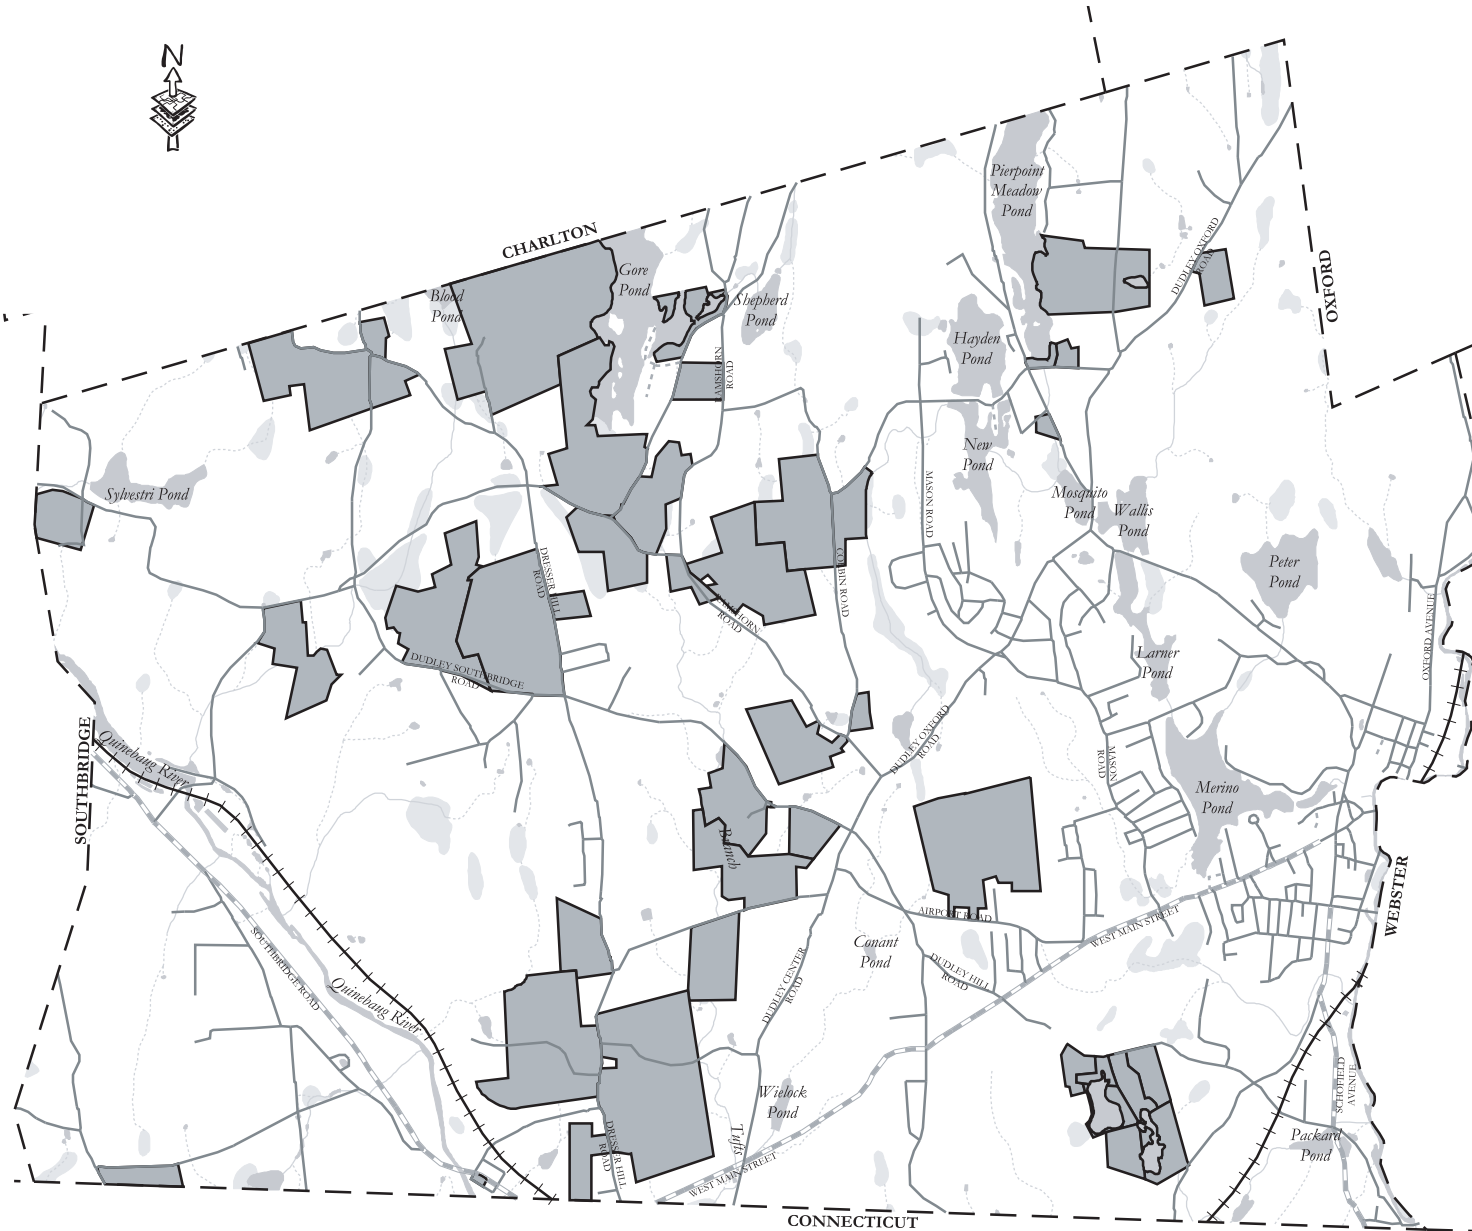 N
CHARLTON
Pierpoint
Meadow
Pond
Gore
Pond
Blood
Pond
Shepherd
Pond
DUDLEY OXFORD
ROAD
OXFORD
Hayden
Pond
RAMSHORN
ROAD
New
Pond
Sylvestri Pond
MASON ROAD
Mosquito
Pond
Wallis
Pond
Peter
Pond
DRESSER HILL
ROAD
CORBIN ROAD
RAMSHORN
ROAD
OXFORD AVENUE
DUDLEY SOUTHBRIDGE
ROAD
Larner
Pond
SOUTHBRIDGE
Quinebaug River
DUDLEY OXFORD
ROAD
MASON
ROAD
Merino
Pond
Branch
WEBSTER
AIRPORT ROAD
WEST MAIN STREET
SOUTHBRIDGE ROAD
Conant
Pond
DUDLEY HILL
ROAD
DUDLEY CENTER
ROAD
Quinebaug River
Wielock
Pond
SCHOFIELD
AVENUE
DRESSER HILL
ROAD
Tufts
Packard
Pond
WEST MAIN STREET
CONNECTICUT